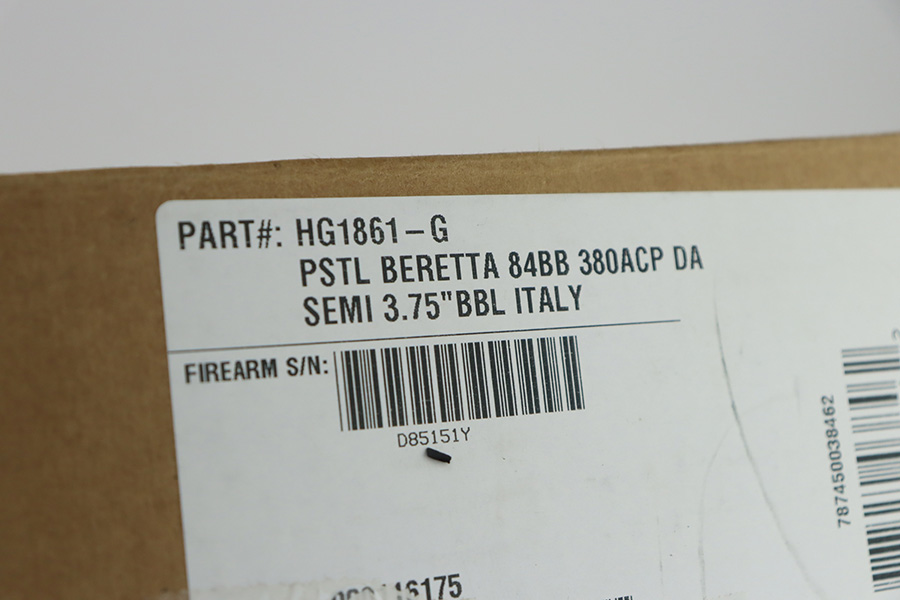 PART#: HG1861-G
PSTL BERETTA 84BB 380ACP DA
SEMI 3.75"BBL ITALY
FIREARM S/N:
D85151Y
787450038462